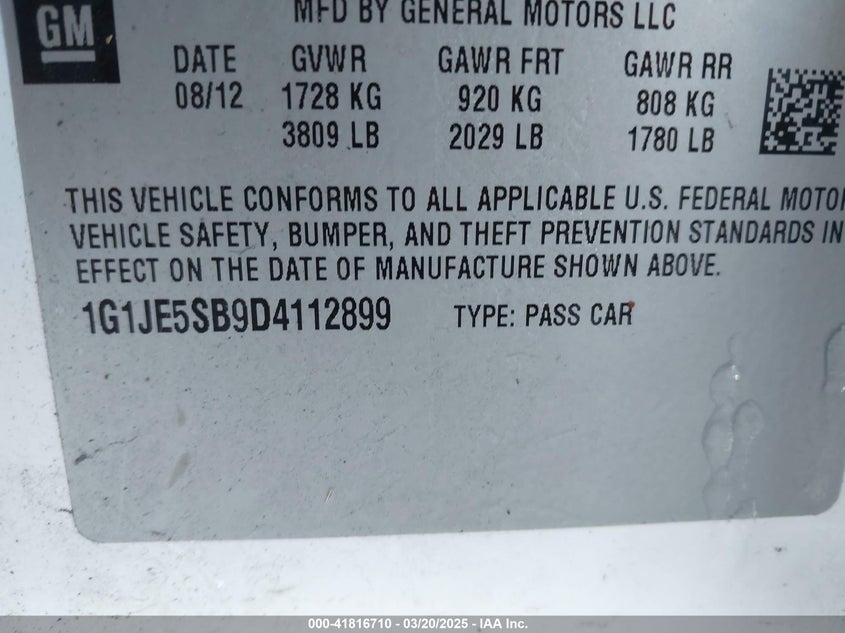 GM
MFD BY GENERAL MOTORS LLC
DATE GVWR GAWR FRT GAWR RR
08/12 1728 KG 920 KG 808 KG
3809 LB 2029 LB 1780 LB
THIS VEHICLE CONFORMS TO ALL APPLICABLE U.S. FEDERAL MOTOR
VEHICLE SAFETY, BUMPER, AND THEFT PREVENTION STANDARDS IN
EFFECT ON THE DATE OF MANUFACTURE SHOWN ABOVE.
1G1JE5SB9D4112899 TYPE: PASS CAR
000-41816710 - 03/20/2025 - IAA Inc.